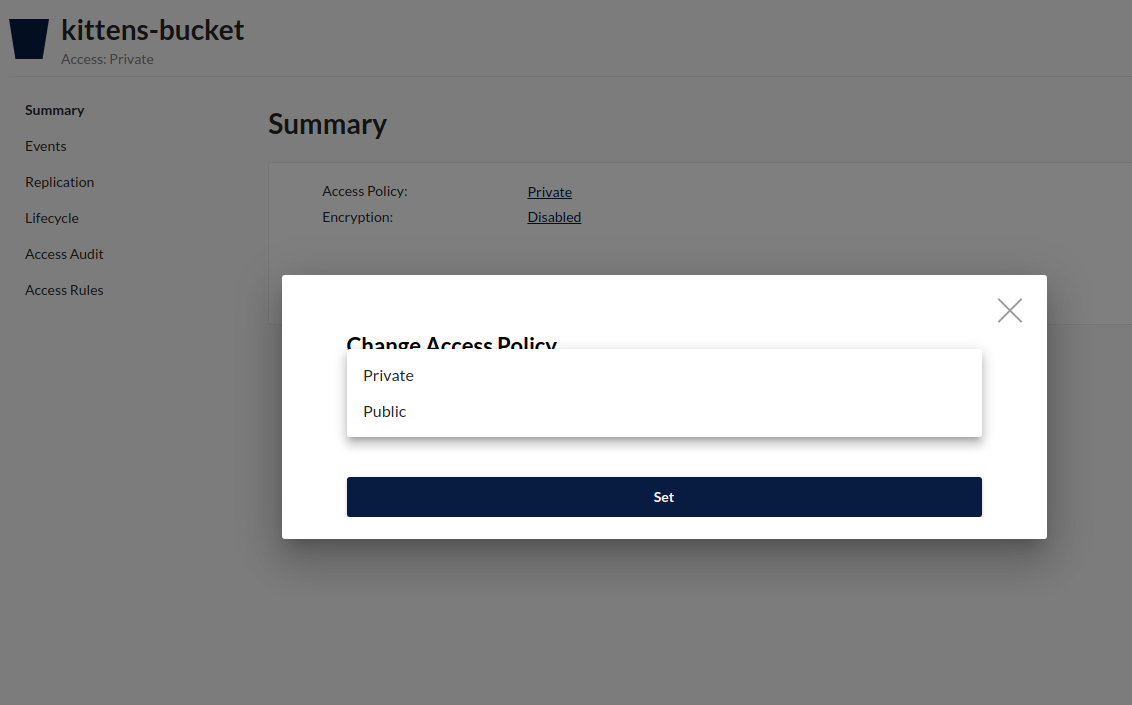 kittens-bucket
Access: Private
Summary
Events
Replication
Lifecycle
Access Audit
Access Rules
Summary
Access Policy: Private
Encryption: Disabled
Change Access Policy
Private
Public
Set